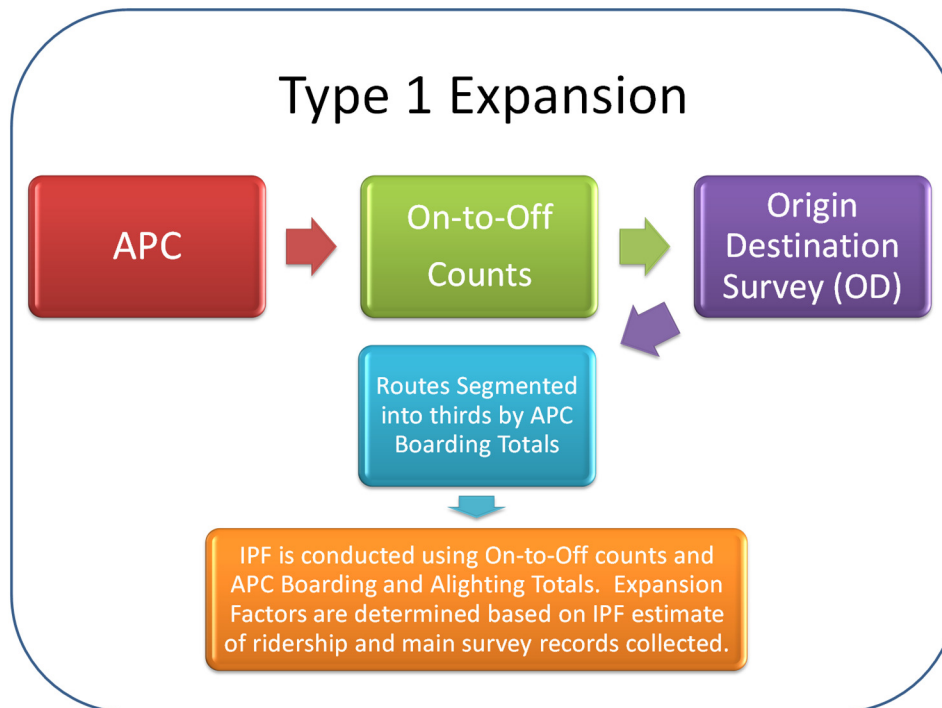 Type 1 Expansion
APC
On-to-Off
Counts
Origin
Destination
Survey (OD)
Routes Segmented
into thirds by APC
Boarding Totals
IPF is conducted using On-to-Off counts and
APC Boarding and Alighting Totals.  Expansion
Factors are determined based on IPF estimate
of ridership and main survey records collected.